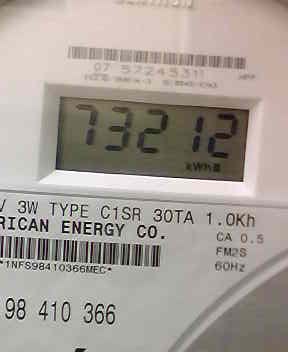 07 57245311
73212
kWh
V 3W TYPE C1SR 30TA 1.0Kh
RICAN ENERGY CO.
CA 0.5
FM2S
60Hz
*1NFS98410366MEC*
98 410 366